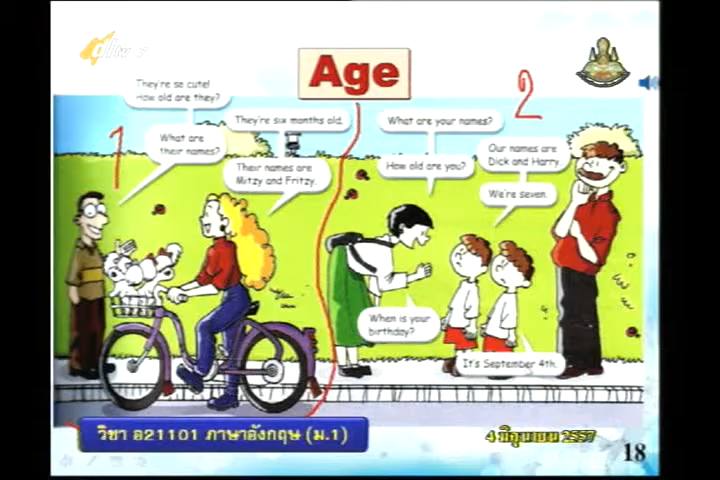 Age
1
They're so cute!
How old are they?
They're six months old.
What are
their names?
Their names are
Mitzy and Fritzy.
2
What are your names?
Our names are
Dick and Harry.
How old are you?
We're seven.
When is your
birthday?
It's September 4th.
วิชา อ21101 ภาษาอังกฤษ (ม.1)
4 มิถุนายน 2557
18